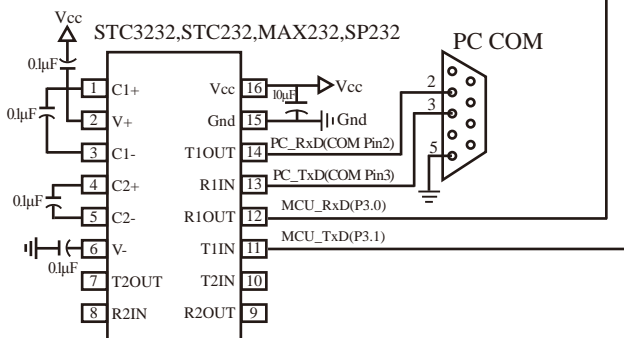 Vcc
STC3232,STC232,MAX232,SP232
PC COM
0.1μF
0.1μF
1 C1+
2 V+
3 C1-
4 C2+
0.1μF
5 C2-
6 V-
0.1μF
7 T2OUT
8 R2IN
Vcc 16
Vcc
10μF
Gnd 15
Gnd
T1OUT 14
PC_RxD(COM Pin2)
R1IN 13
PC_TxD(COM Pin3)
R1OUT 12
MCU_RxD(P3.0)
T1IN 11
MCU_TxD(P3.1)
T2IN 10
R2OUT 9
2
3
5